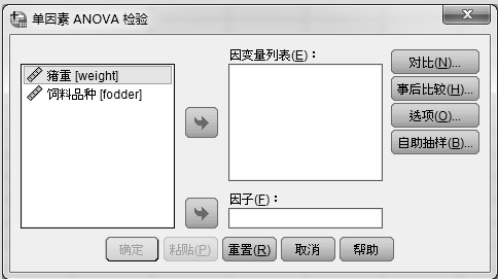 单因素 ANOVA 检验
因变量列表(E)：
猪重 [weight]
饲料品种 [fodder]
对比(N)...
事后比较(H)...
选项(O)...
自助抽样(B)...
因子(F)：
确定 粘贴(P) 重置(R) 取消 帮助